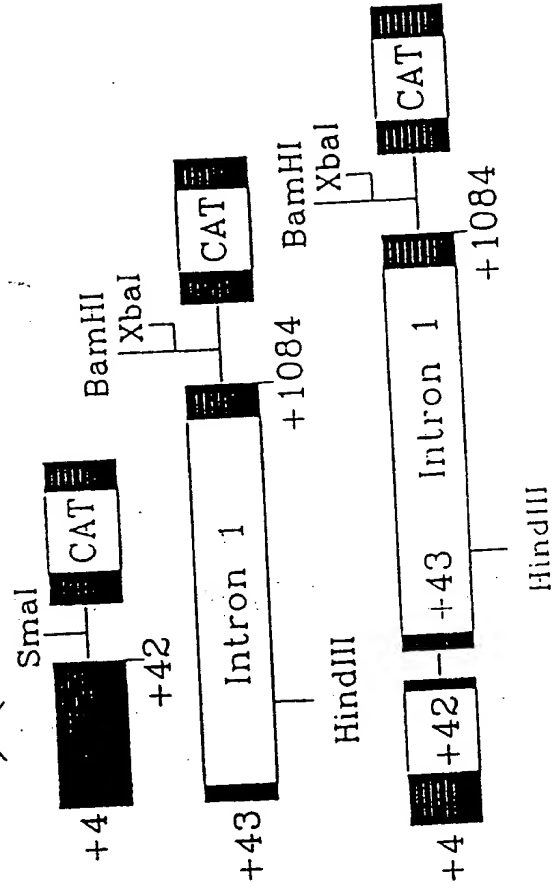 SmaI
CAT
+4
+42
BamHI
XbaI
CAT
Intron 1
+43
+1084
HindIII
BamHI
XbaI
CAT
+43 Intron 1
+42
+4
+1084
HindIII